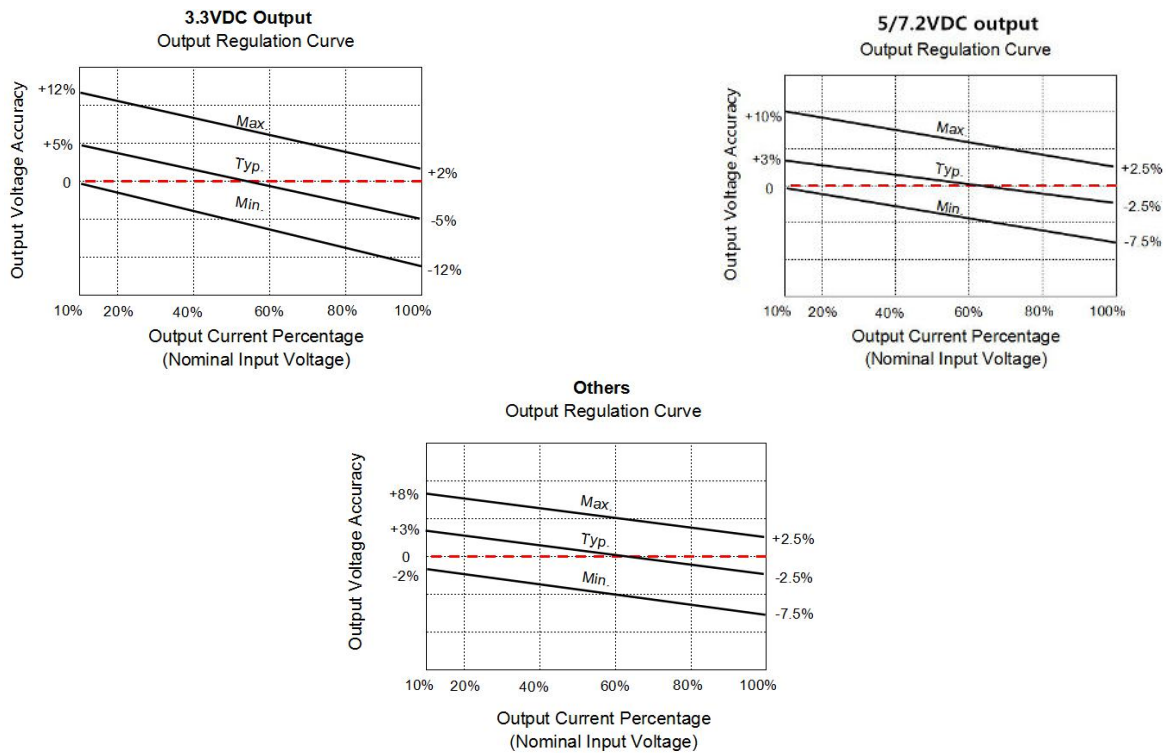 3.3VDC Output
Output Regulation Curve
Output Voltage Accuracy
+12%
+5%
0
Max.
Typ.
Min.
+2%
-5%
-12%
10% 20% 40% 60% 80% 100%
Output Current Percentage
(Nominal Input Voltage)
5/7.2VDC output
Output Regulation Curve
Output Voltage Accuracy
+10%
+3%
0
Max
Typ.
Min.
+2.5%
-2.5%
-7.5%
10% 20% 40% 60% 80% 100%
Output Current Percentage
(Nominal Input Voltage)
Others
Output Regulation Curve
Output Voltage Accuracy
+8%
+3%
0
-2%
Max.
Typ.
Min.
+2.5%
-2.5%
-7.5%
10% 20% 40% 60% 80% 100%
Output Current Percentage
(Nominal Input Voltage)